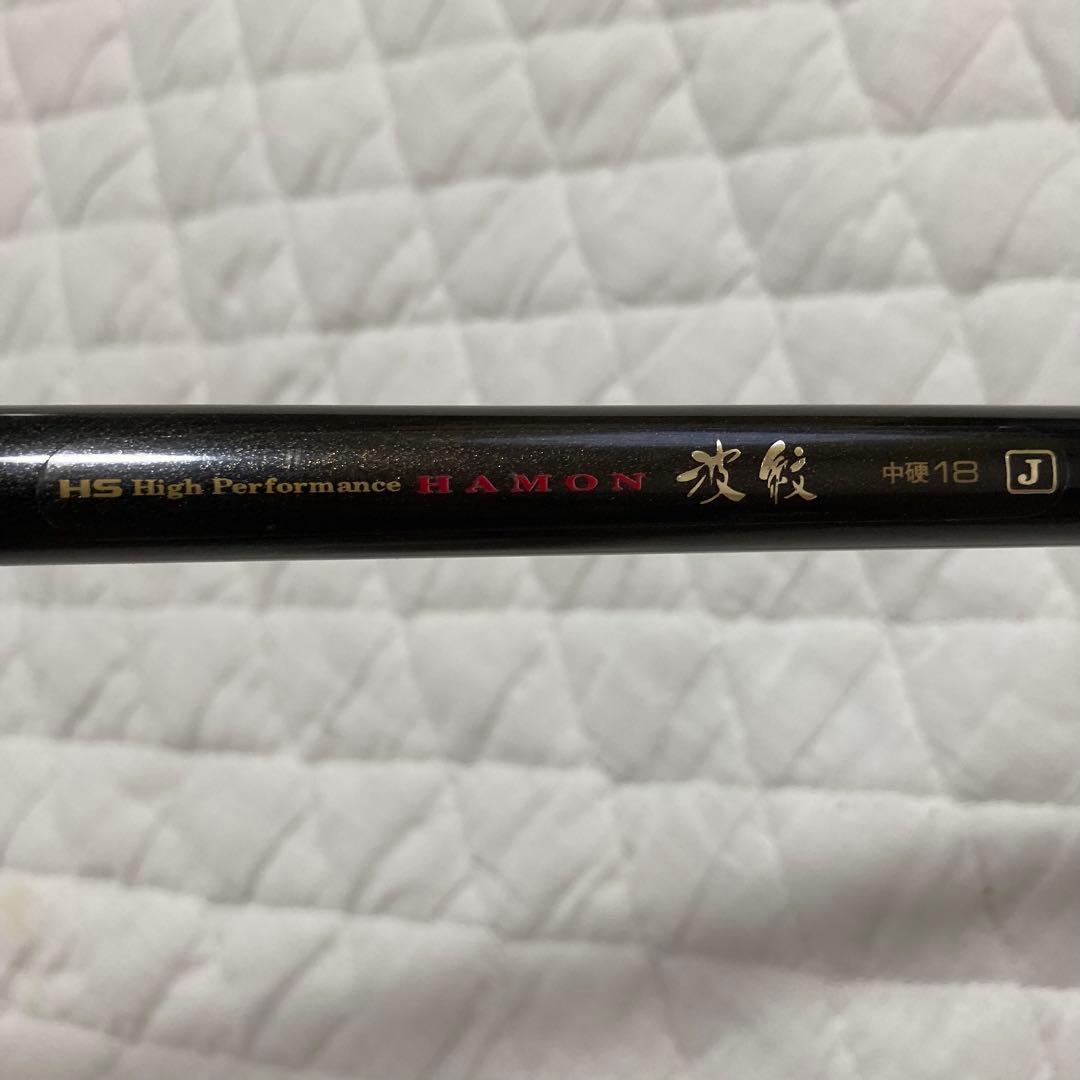 HS High Performance HAMON 波紋 中硬18 J